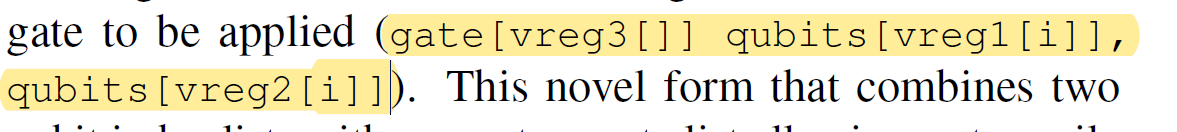 gate to be applied (gate[vreg3[]] qubits[vreg1[i]],
qubits[vreg2[i]]). This novel form that combines two